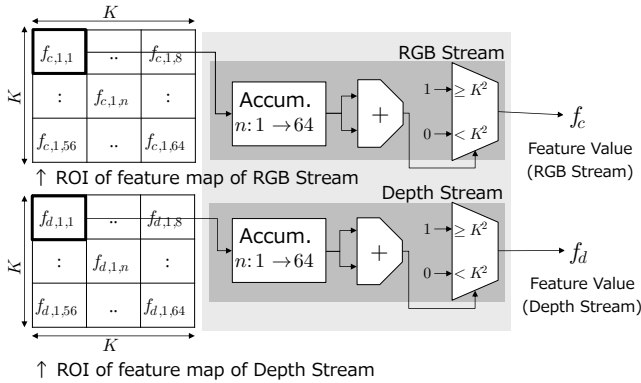 K
RGB Stream
K
f_{c,1,1} .. f_{c,1,8}
: f_{c,1,n} :
f_{c,1,56} .. f_{c,1,64}
Accum.
n: 1 → 64
+
1 → ≥ K²
0 → < K²
f_c
Feature Value
(RGB Stream)
↑ ROI of feature map of RGB Stream
Depth Stream
K
f_{d,1,1} .. f_{d,1,8}
: f_{d,1,n} :
f_{d,1,56} .. f_{d,1,64}
Accum.
n: 1 → 64
+
1 → ≥ K²
0 → < K²
f_d
Feature Value
(Depth Stream)
K
↑ ROI of feature map of Depth Stream